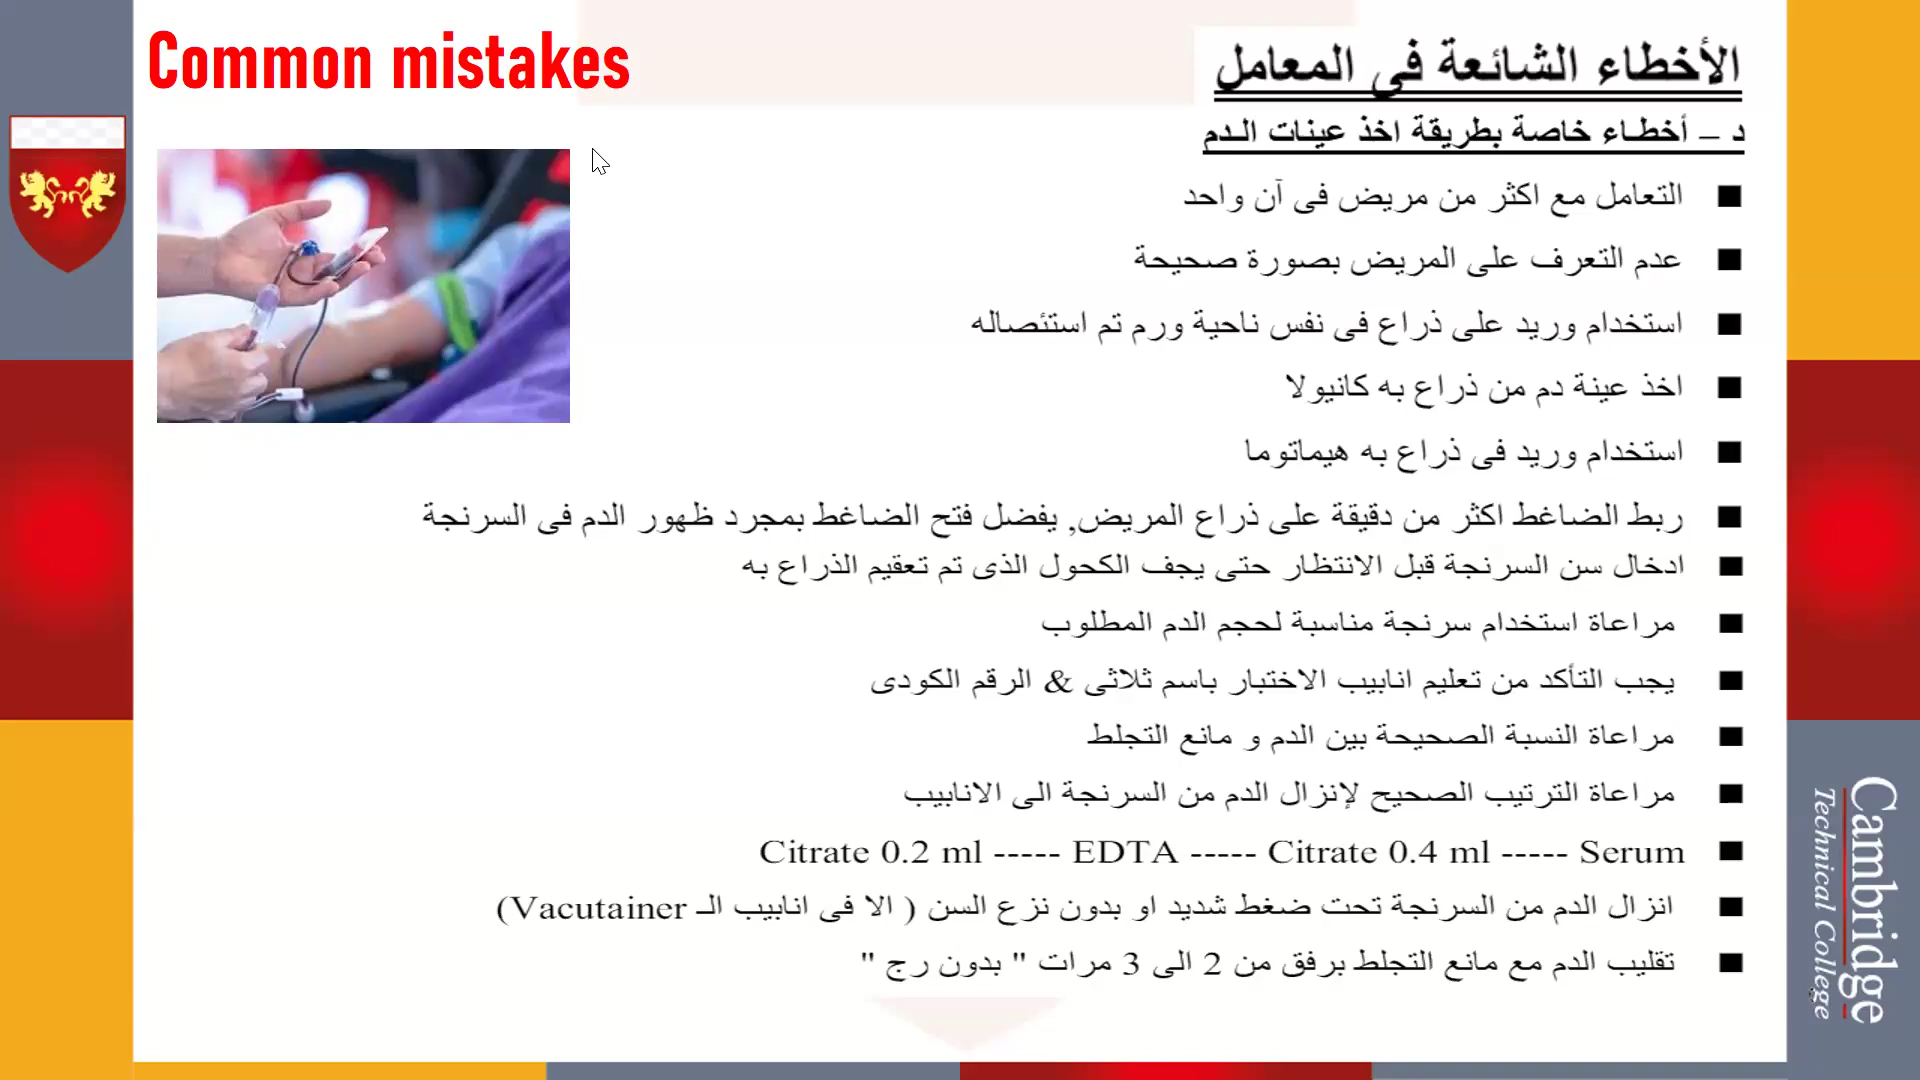 Common mistakes
الأخطاء الشائعة فى المعامل
د – أخطاء خاصة بطريقة اخذ عينات الدم
التعامل مع اكثر من مريض فى آن واحد
عدم التعرف على المريض بصورة صحيحة
استخدام وريد على ذراع فى نفس ناحية ورم تم استئصاله
اخذ عينة دم من ذراع به كانيولا
استخدام وريد فى ذراع به هيماتوما
ربط الضاغط اكثر من دقيقة على ذراع المريض, يفضل فتح الضاغط بمجرد ظهور الدم فى السرنجة
ادخال سن السرنجة قبل الانتظار حتى يجف الكحول الذى تم تعقيم الذراع به
مراعاة استخدام سرنجة مناسبة لحجم الدم المطلوب
يجب التأكد من تعليم انابيب الاختبار باسم ثلاثى & الرقم الكودى
مراعاة النسبة الصحيحة بين الدم و مانع التجلط
مراعاة الترتيب الصحيح لإنزال الدم من السرنجة الى الانابيب
Citrate 0.2 ml ----- EDTA ----- Citrate 0.4 ml ----- Serum
انزال الدم من السرنجة تحت ضغط شديد او بدون نزع السن ( الا فى انابيب الـ Vacutainer)
تقليب الدم مع مانع التجلط برفق من 2 الى 3 مرات " بدون رج "
Cambridge
Technical College